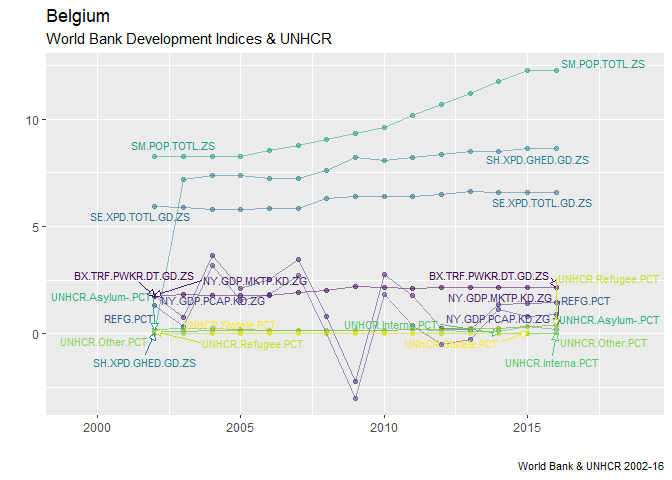 Belgium
World Bank Development Indices & UNHCR
SM.POP.TOTL.ZS
10
SM.POP.TOTL.ZS
SH.XPD.GHED.GD.ZS
SE.XPD.TOTL.GD.ZS
SE.XPD.TOTL.GD.ZS
5
BX.TRF.PWKR.DT.GD.ZS
NY.GDP.MKTP.KD.ZG
BX.TRF.PWKR.DT.GD.ZS
UNHCR.Refugee.PCT
UNHCR.Asylum-.PCT
NY.GDP.PCAP.KD.ZG
NY.GDP.MKTP.KD.ZG
REFG.PCT
REFG.PCT
UNHCR.Statele.PCT
UNHCR.Interna.PCT
NY.GDP.PCAP.KD.ZG
UNHCR.Asylum-.PCT
0
UNHCR.Other.PCT
UNHCR.Refugee.PCT
UNHCR.Statele.PCT
UNHCR.Other.PCT
SH.XPD.GHED.GD.ZS
UNHCR.Interna.PCT
2000
2005
2010
2015
World Bank & UNHCR 2002-16